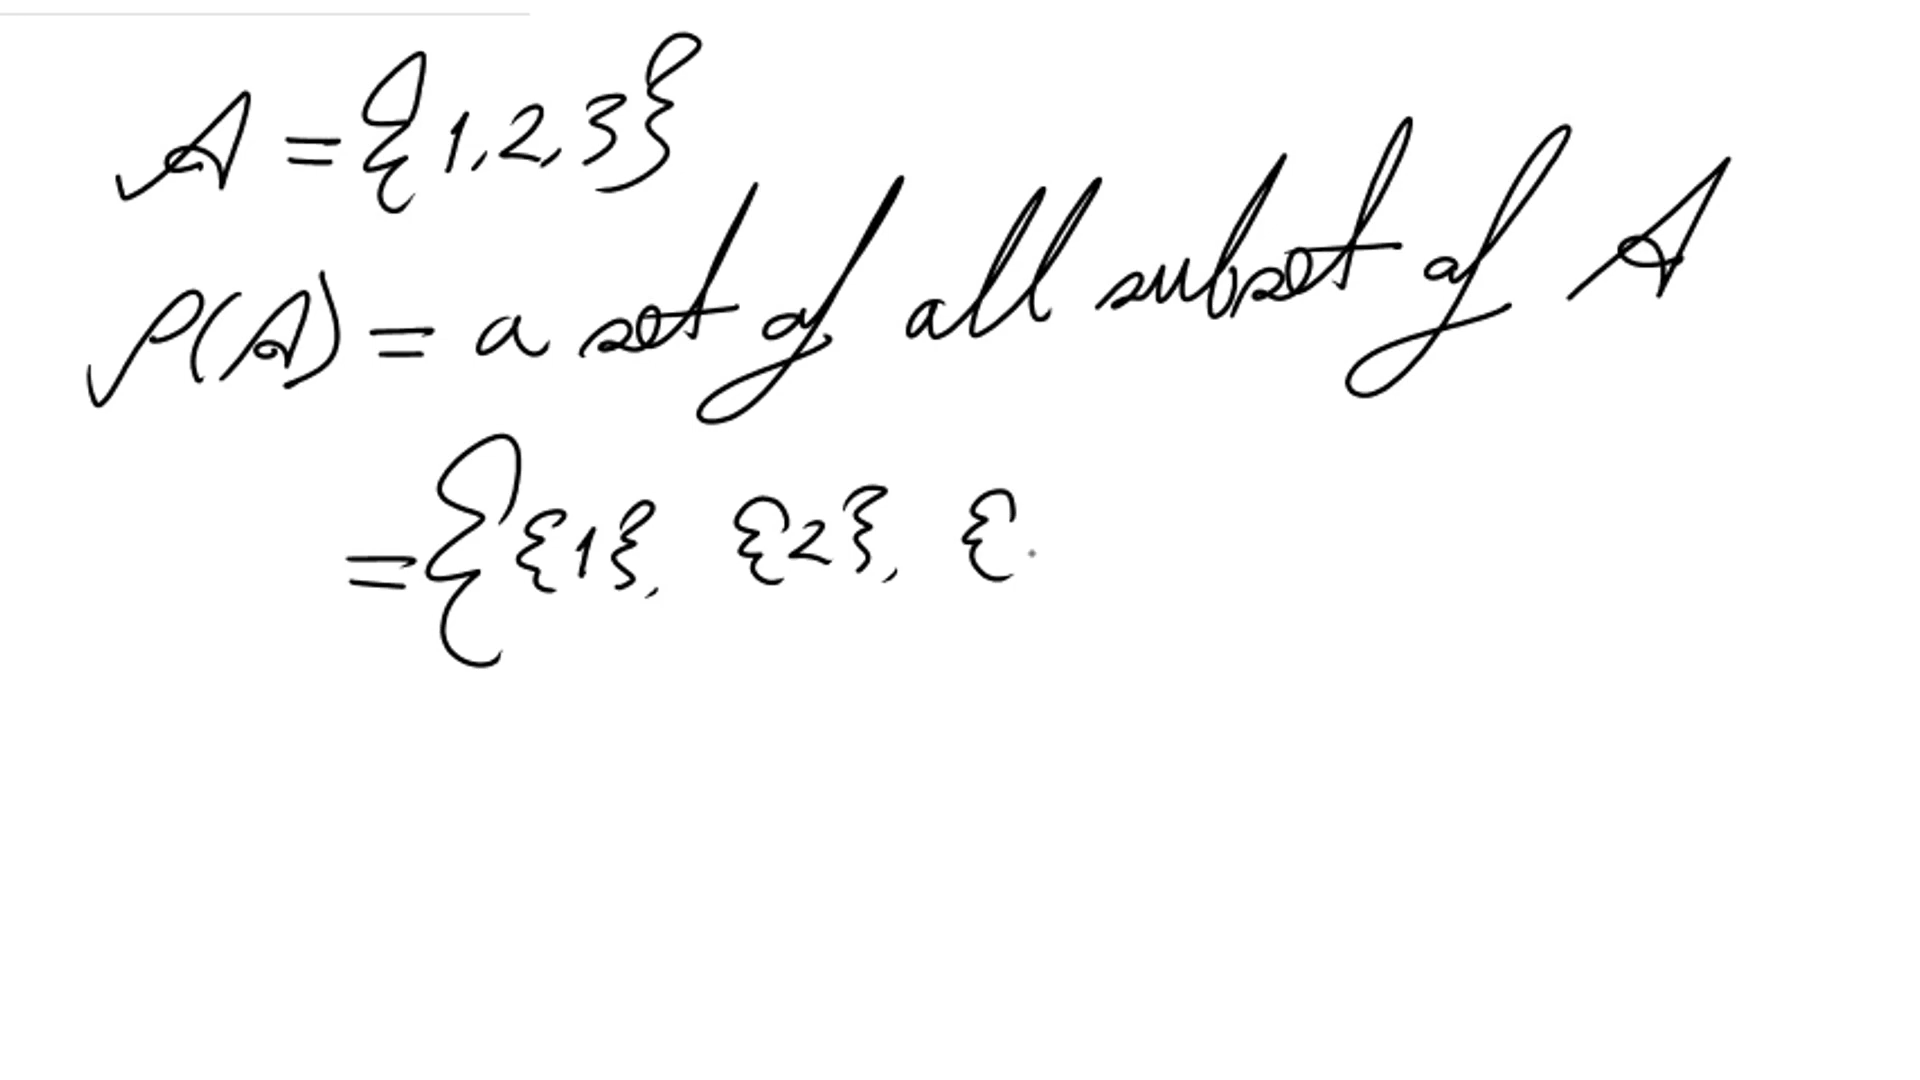 A = {1,2,3}
P(A) = a set of all subset of A
= {{1}, {2}, {